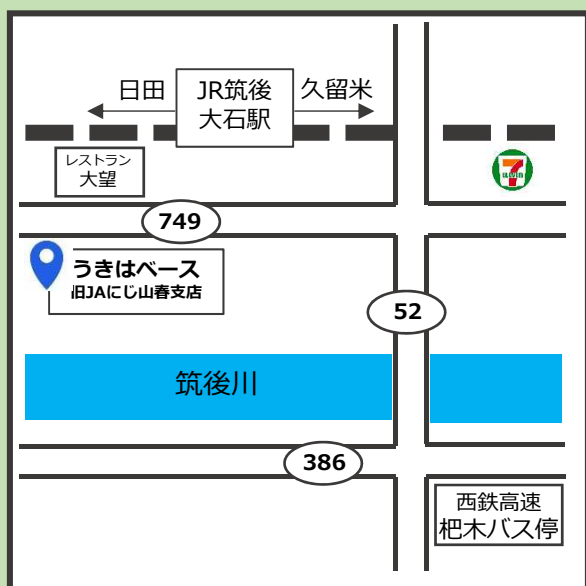 日田
JR筑後
大石駅
久留米
レストラン
大望
7
ELEVEN
749
うきはベース
旧JAにじ山春支店
52
筑後川
386
西鉄高速
杷木バス停